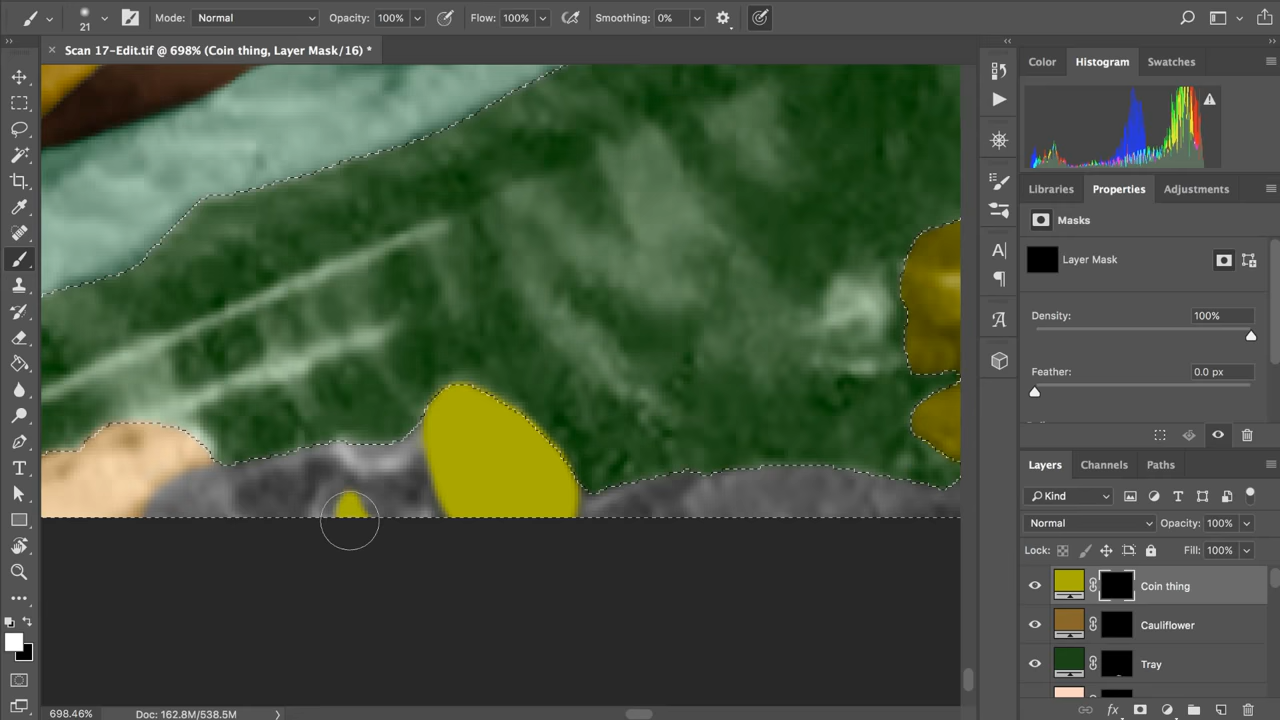 21
Mode: Normal
Opacity: 100%
Flow: 100%
Smoothing: 0%
× Scan 17-Edit.tif @ 698% (Coin thing, Layer Mask/16) *
Color
Histogram
Swatches
Libraries
Properties
Adjustments
Masks
Layer Mask
Density: 100%
Feather: 0.0 px
Layers
Channels
Paths
Kind
Normal
Opacity: 100%
Lock:
Fill: 100%
Coin thing
Cauliflower
Tray
fx
698.46%
Doc: 162.8M/538.5M